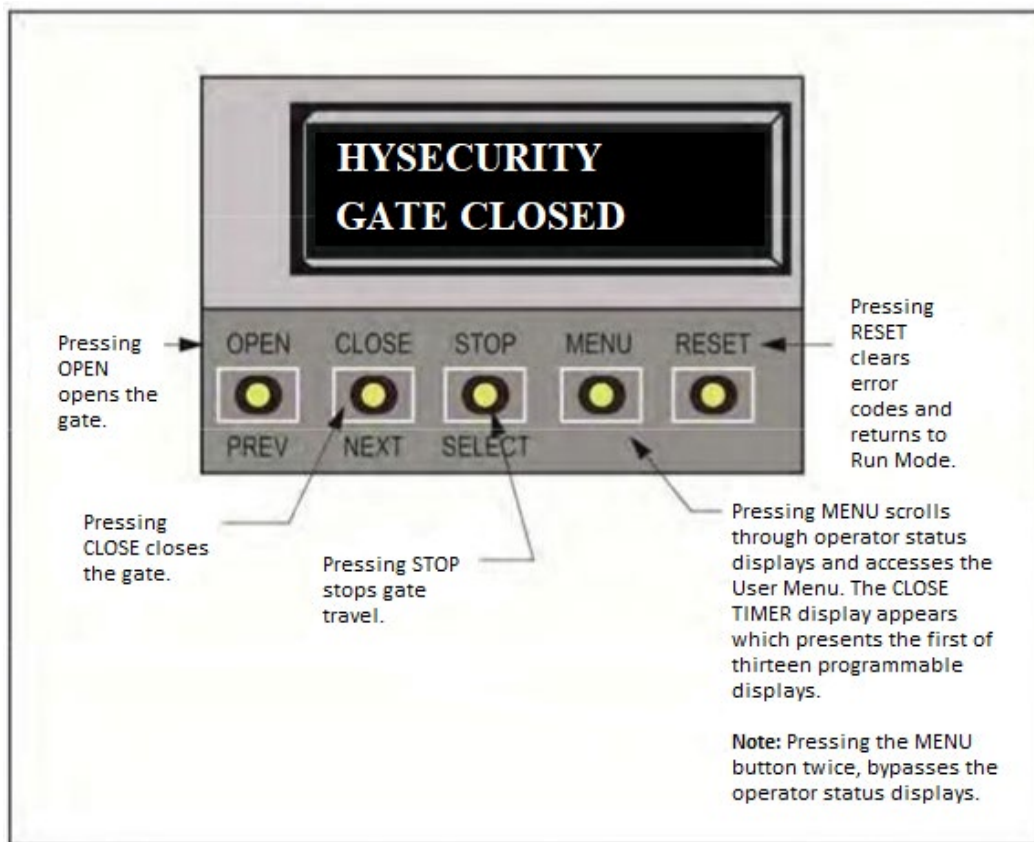 HYSECURITY
GATE CLOSED
OPEN CLOSE STOP MENU RESET
PREV NEXT SELECT
Pressing
OPEN
opens the
gate.
Pressing
CLOSE closes
the gate.
Pressing STOP
stops gate
travel.
Pressing
RESET
clears
error
codes and
returns to
Run Mode.
Pressing MENU scrolls
through operator status
displays and accesses the
User Menu. The CLOSE
TIMER display appears
which presents the first of
thirteen programmable
displays.
Note: Pressing the MENU
button twice, bypasses the
operator status displays.